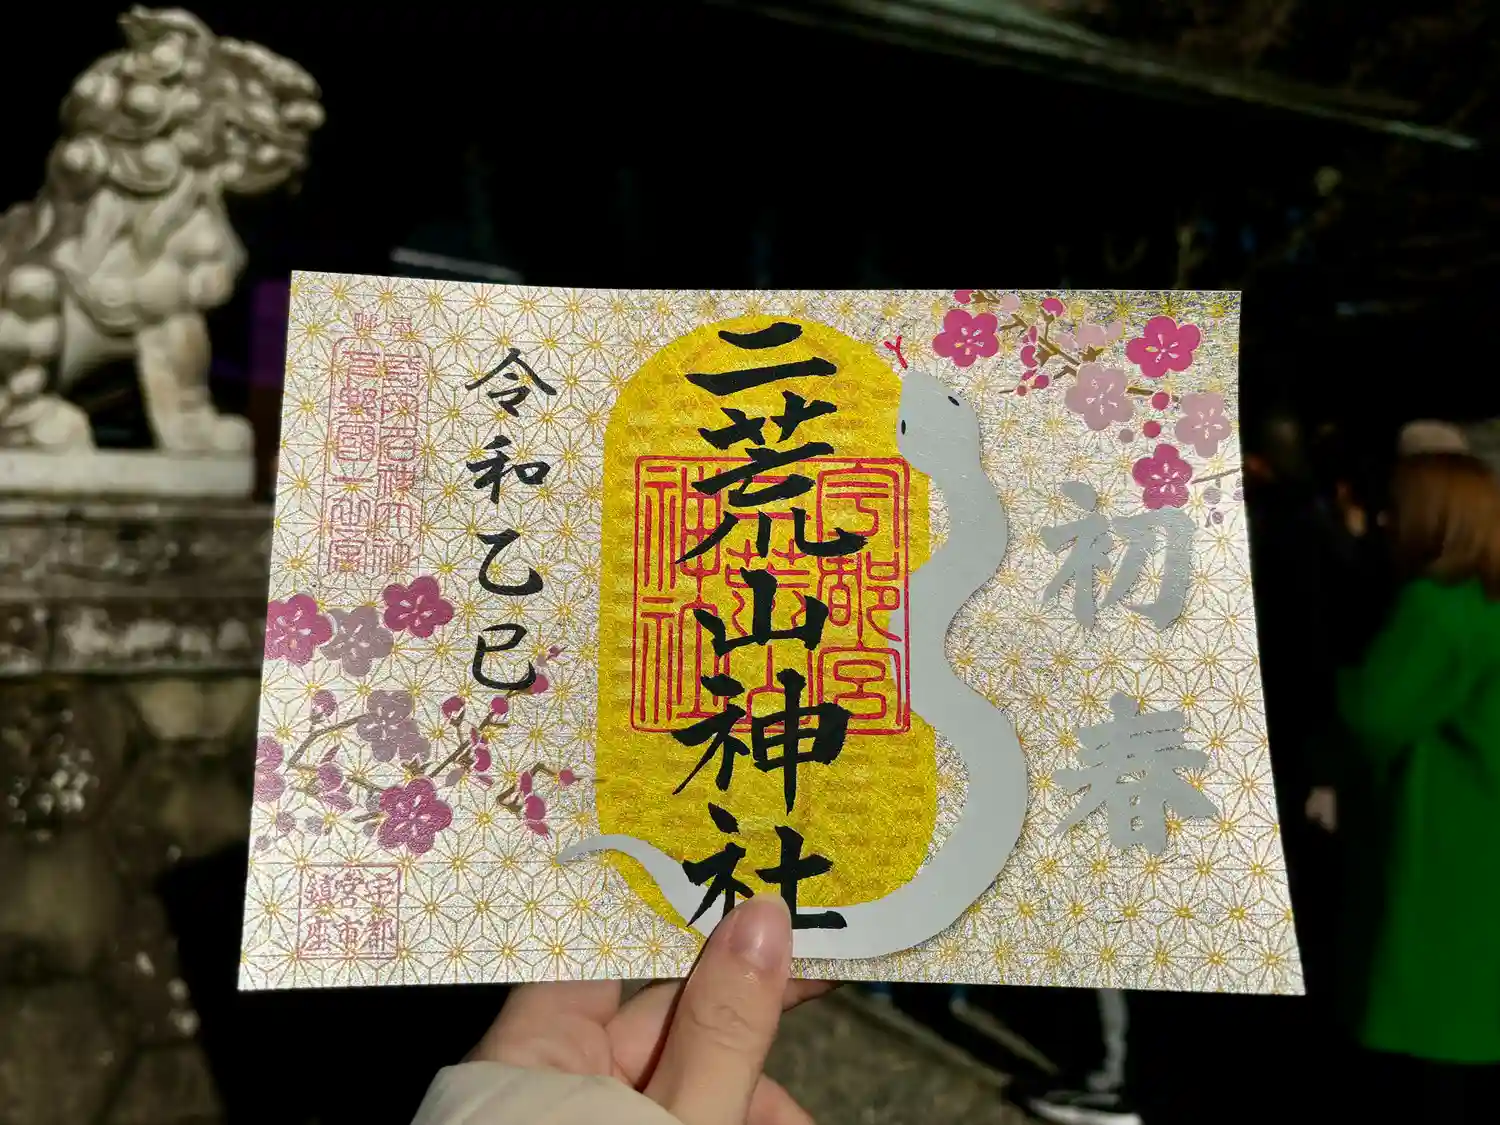 初春
二荒山神社
宇都宮
二荒山
神社
令和乙巳
下野國一之宮
宇都
宮市
鎮座